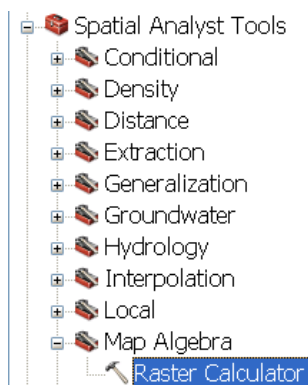 Spatial Analyst Tools
Conditional
Density
Distance
Extraction
Generalization
Groundwater
Hydrology
Interpolation
Local
Map Algebra
Raster Calculator